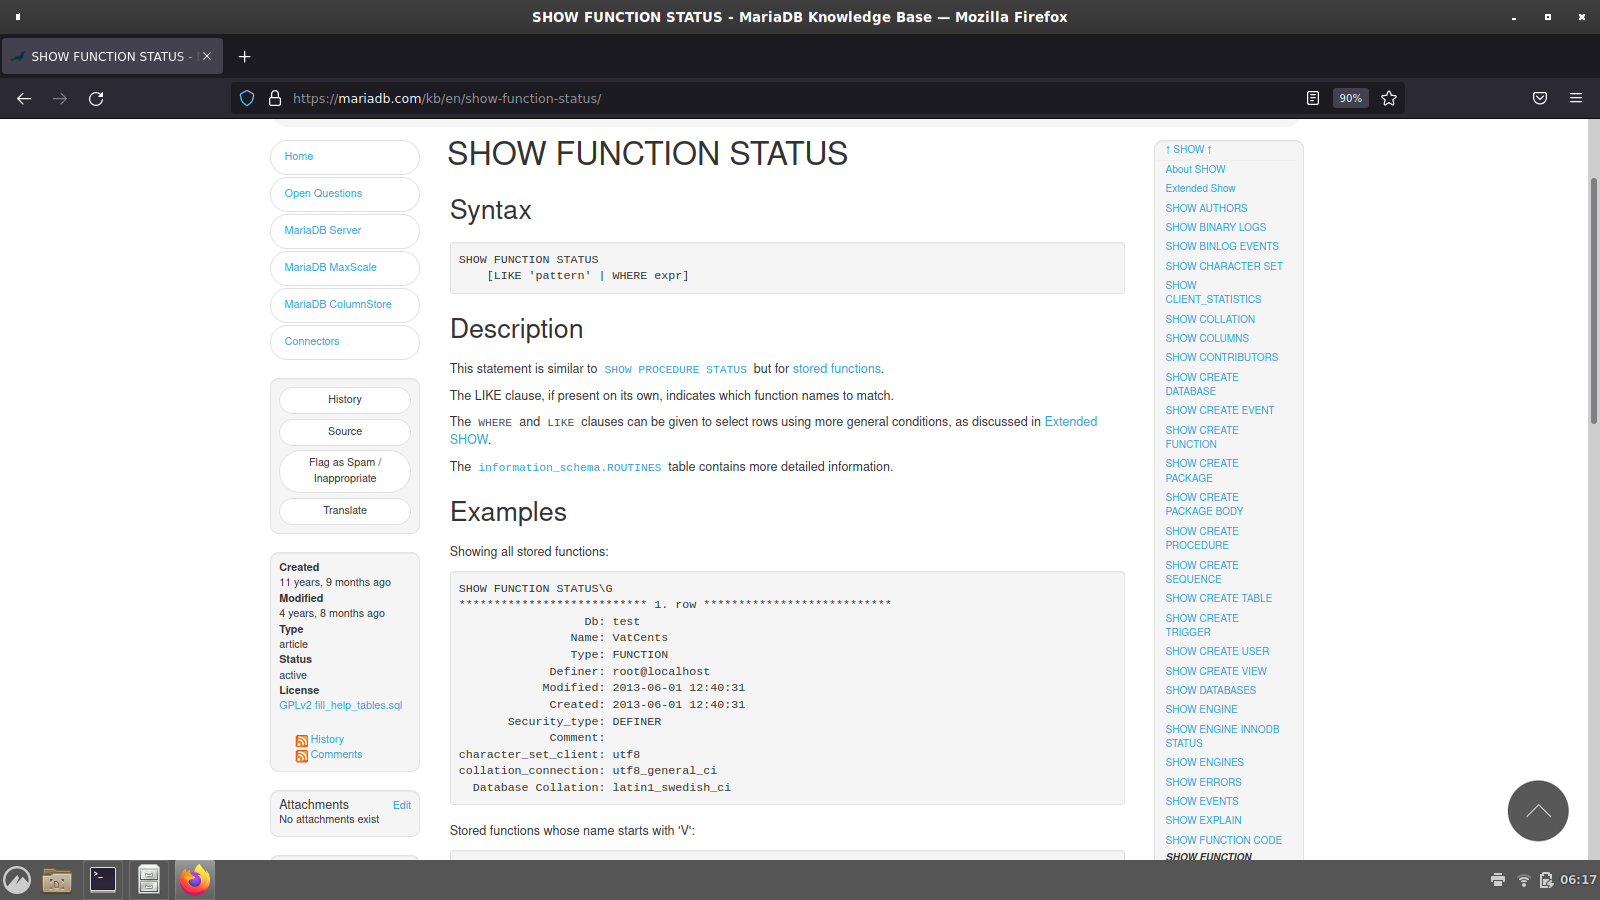 SHOW FUNCTION STATUS - MariaDB Knowledge Base — Mozilla Firefox
SHOW FUNCTION STATUS -
https://mariadb.com/kb/en/show-function-status/
90%
Home
Open Questions
MariaDB Server
MariaDB MaxScale
MariaDB ColumnStore
Connectors
History
Source
Flag as Spam /
Inappropriate
Translate
Created
11 years, 9 months ago
Modified
4 years, 8 months ago
Type
article
Status
active
License
GPLv2 fill_help_tables.sql
History
Comments
Attachments Edit
No attachments exist
SHOW FUNCTION STATUS
Syntax
SHOW FUNCTION STATUS
[LIKE 'pattern' | WHERE expr]
Description
This statement is similar to SHOW PROCEDURE STATUS but for stored functions.
The LIKE clause, if present on its own, indicates which function names to match.
The WHERE and LIKE clauses can be given to select rows using more general conditions, as discussed in Extended
SHOW.
The information_schema.ROUTINES table contains more detailed information.
Examples
Showing all stored functions:
SHOW FUNCTION STATUS\G
*************************** 1. row ***************************
Db: test
Name: VatCents
Type: FUNCTION
Definer: root@localhost
Modified: 2013-06-01 12:40:31
Created: 2013-06-01 12:40:31
Security_type: DEFINER
Comment:
character_set_client: utf8
collation_connection: utf8_general_ci
Database Collation: latin1_swedish_ci
Stored functions whose name starts with 'V':
↑ SHOW ↑
About SHOW
Extended Show
SHOW AUTHORS
SHOW BINARY LOGS
SHOW BINLOG EVENTS
SHOW CHARACTER SET
SHOW
CLIENT_STATISTICS
SHOW COLLATION
SHOW COLUMNS
SHOW CONTRIBUTORS
SHOW CREATE
DATABASE
SHOW CREATE EVENT
SHOW CREATE
FUNCTION
SHOW CREATE
PACKAGE
SHOW CREATE
PACKAGE BODY
SHOW CREATE
PROCEDURE
SHOW CREATE
SEQUENCE
SHOW CREATE TABLE
SHOW CREATE
TRIGGER
SHOW CREATE USER
SHOW CREATE VIEW
SHOW DATABASES
SHOW ENGINE
SHOW ENGINE INNODB
STATUS
SHOW ENGINES
SHOW ERRORS
SHOW EVENTS
SHOW EXPLAIN
SHOW FUNCTION CODE
SHOW FUNCTION
06:17